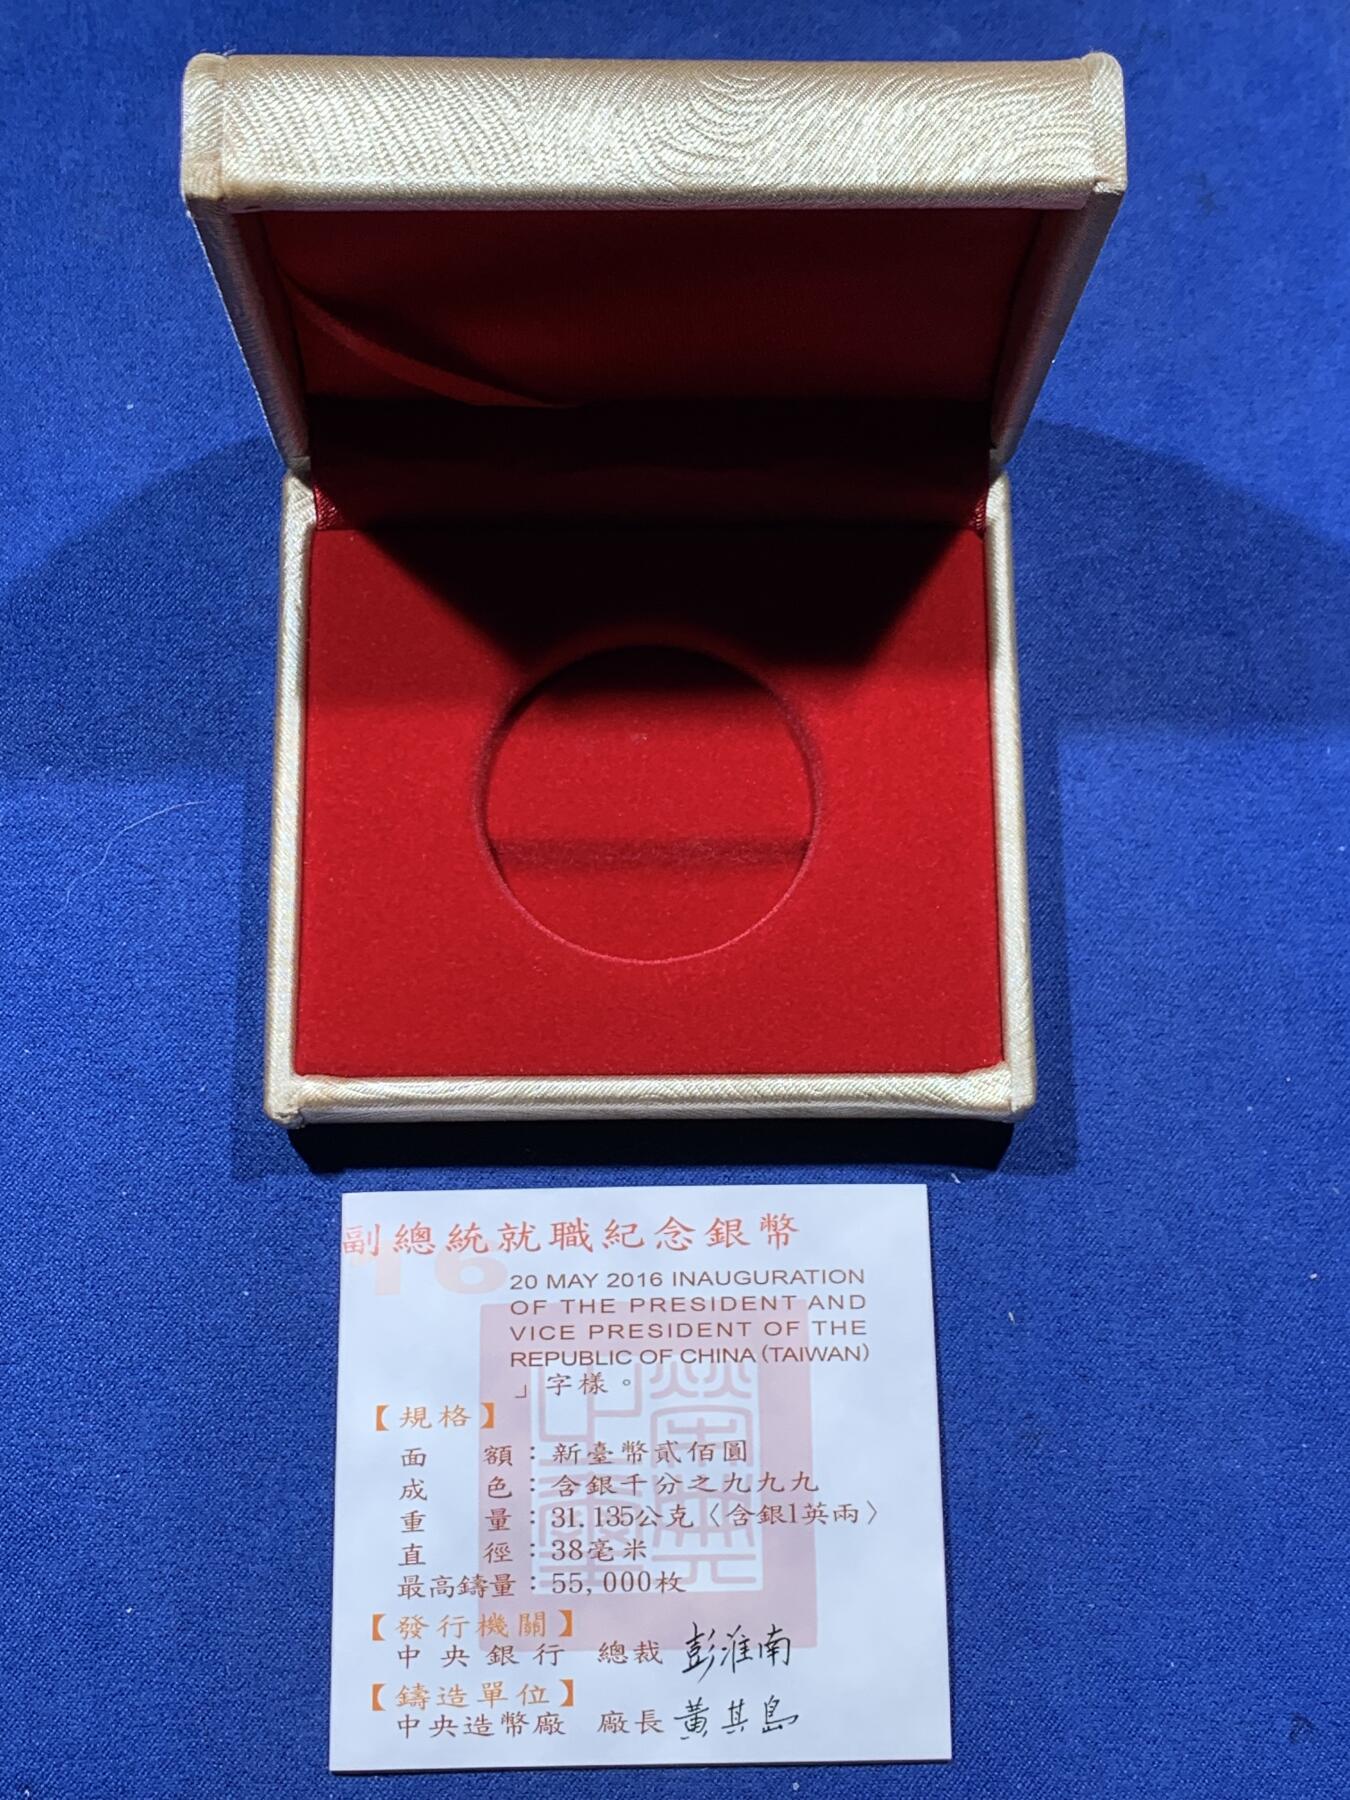 副總統就職紀念銀幣
16
20 MAY 2016 INAUGURATION
OF THE PRESIDENT AND
VICE PRESIDENT OF THE
REPUBLIC OF CHINA (TAIWAN)
」字樣。
【規格】
面額：新臺幣貳佰圓
成色：含銀千分之九九九
重量：31.135公克〈含銀1英兩〉
直徑：38毫米
最高鑄量：55,000枚
【發行機關】
中央銀行 總裁 彭淮南
【鑄造單位】
中央造幣廠 廠長 黃其島